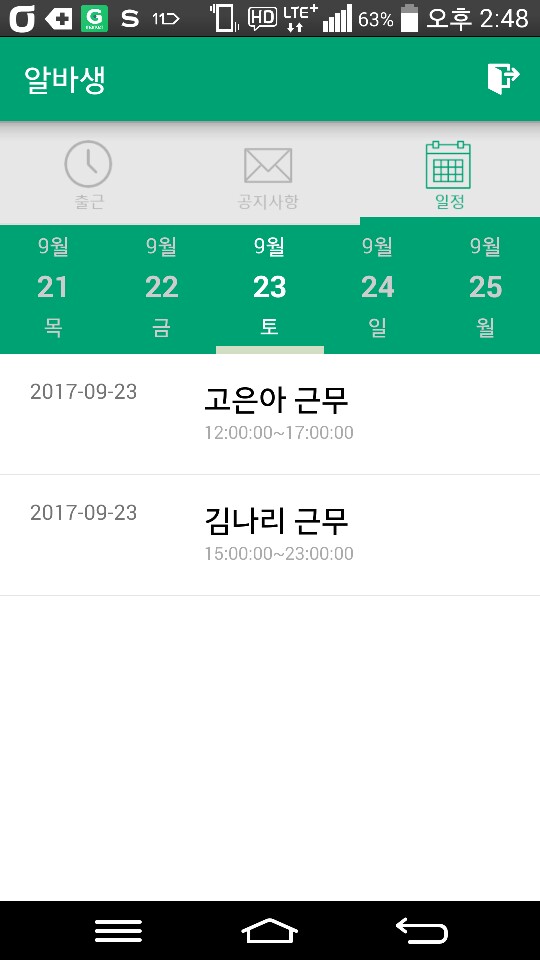 G S 11 HD LTE+ 63% 오후 2:48
알바생
출근 공지사항 일정
9월 9월 9월 9월 9월
21 22 23 24 25
목 금 토 일 월
2017-09-23 고은아 근무
12:00:00~17:00:00
2017-09-23 김나리 근무
15:00:00~23:00:00